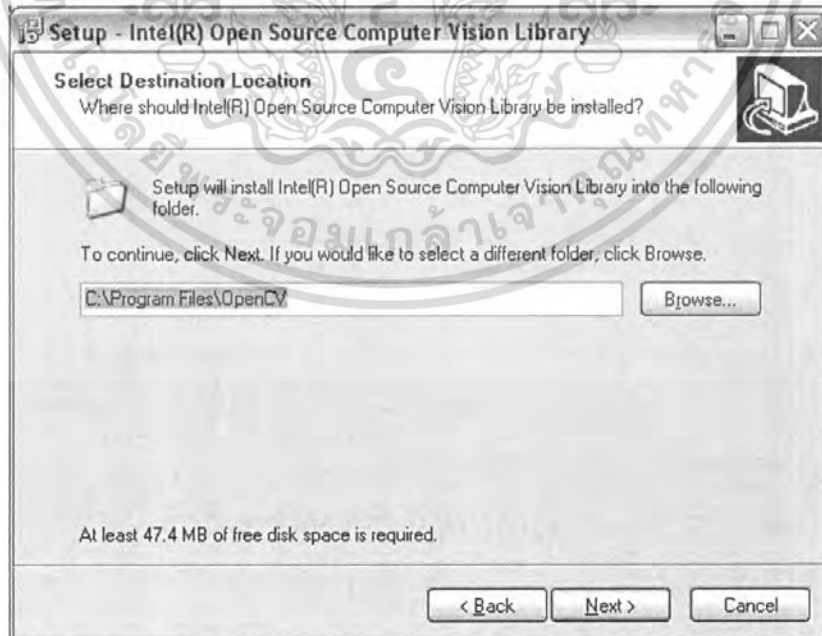 Setup - Intel(R) Open Source Computer Vision Library
Select Destination Location
Where should Intel(R) Open Source Computer Vision Library be installed?
Setup will install Intel(R) Open Source Computer Vision Library into the following
folder.
To continue, click Next. If you would like to select a different folder, click Browse.
C:\Program Files\OpenCV
Browse...
At least 47.4 MB of free disk space is required.
< Back
Next >
Cancel